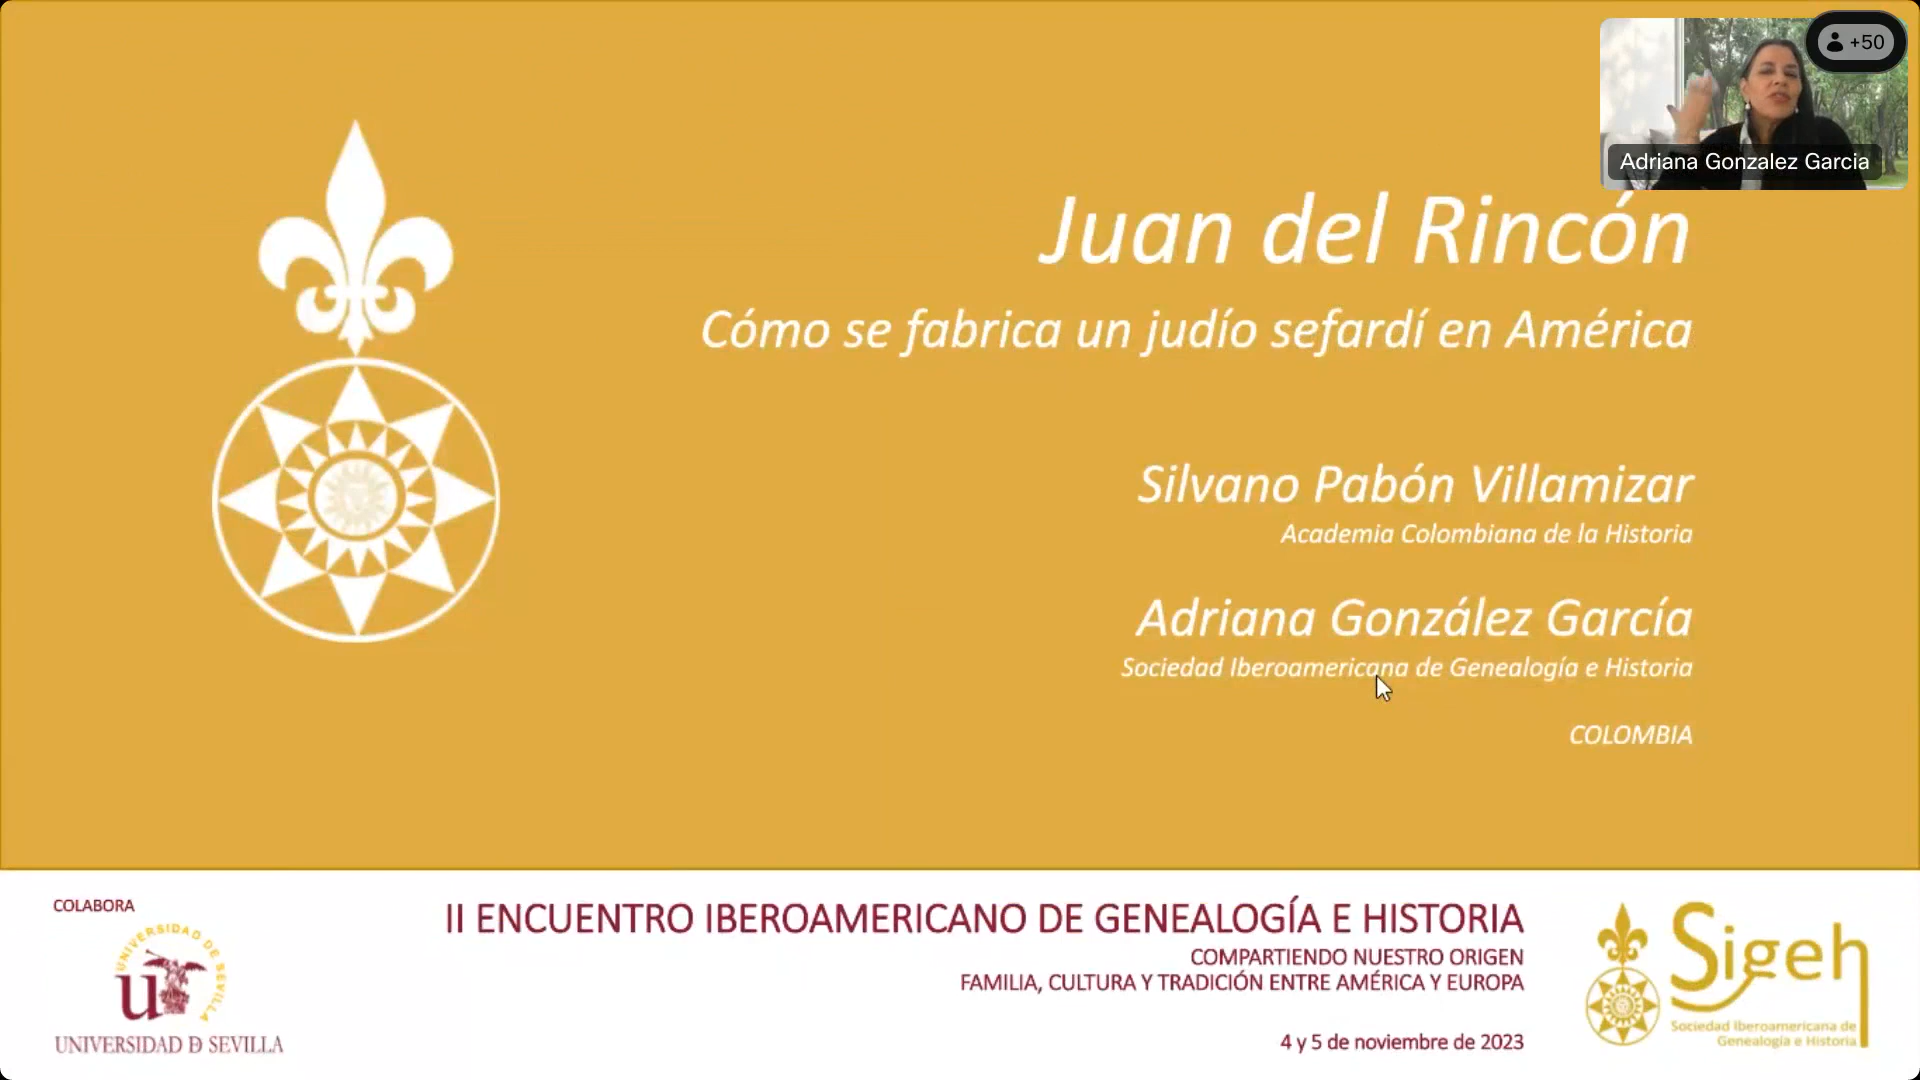 +50
Adriana Gonzalez Garcia
Juan del Rincón
Cómo se fabrica un judío sefardí en América
Silvano Pabón Villamizar
Academia Colombiana de la Historia
Adriana González García
Sociedad Iberoamericana de Genealogía e Historia
COLOMBIA
COLABORA
UNIVERSIDAD DE SEVILLA
us
UNIVERSIDAD Ð SEVILLA
II ENCUENTRO IBEROAMERICANO DE GENEALOGÍA E HISTORIA
COMPARTIENDO NUESTRO ORIGEN
FAMILIA, CULTURA Y TRADICIÓN ENTRE AMÉRICA Y EUROPA
4 y 5 de noviembre de 2023
Sigeh
Sociedad Iberoamericana de
Genealogía e Historia